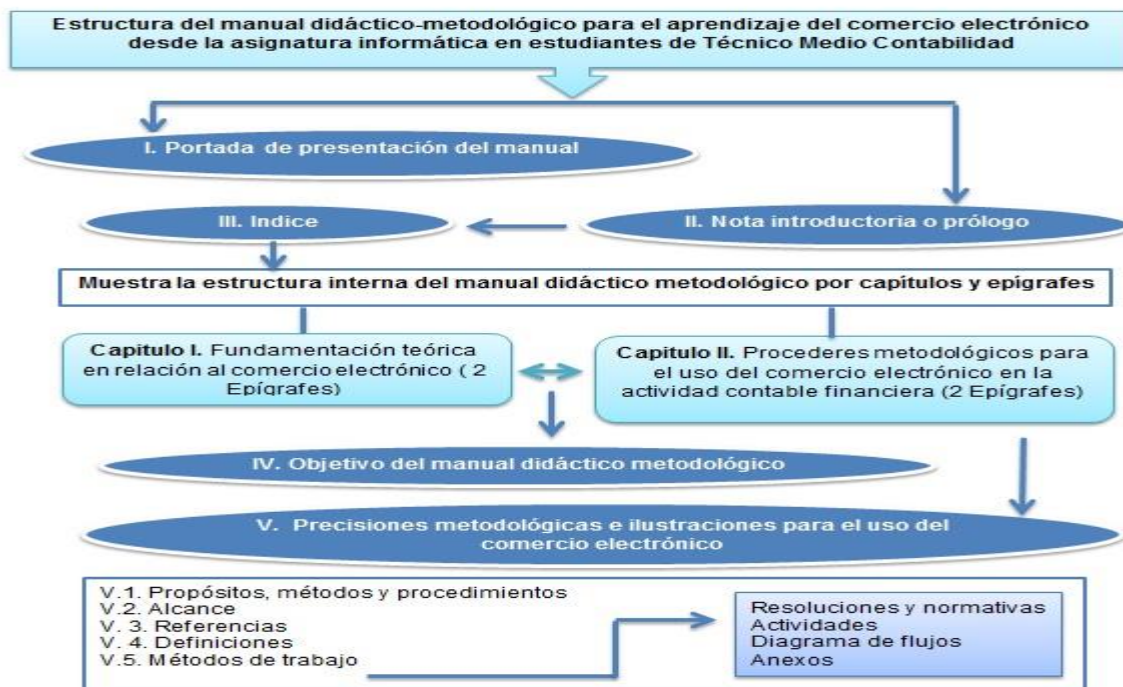 Estructura del manual didáctico-metodológico para el aprendizaje del comercio electrónico
desde la asignatura informática en estudiantes de Técnico Medio Contabilidad
I. Portada de presentación del manual
III. Indice
II. Nota introductoria o prólogo
Muestra la estructura interna del manual didáctico metodológico por capítulos y epígrafes
Capitulo I. Fundamentación teórica
en relación al comercio electrónico ( 2
Epígrafes)
Capitulo II. Procederes metodológicos para
el uso del comercio electrónico en la
actividad contable financiera (2 Epígrafes)
IV. Objetivo del manual didáctico metodológico
V. Precisiones metodológicas e ilustraciones para el uso del
comercio electrónico
V.1. Propósitos, métodos y procedimientos
V.2. Alcance
V. 3. Referencias
V. 4. Definiciones
V.5. Métodos de trabajo
Resoluciones y normativas
Actividades
Diagrama de flujos
Anexos